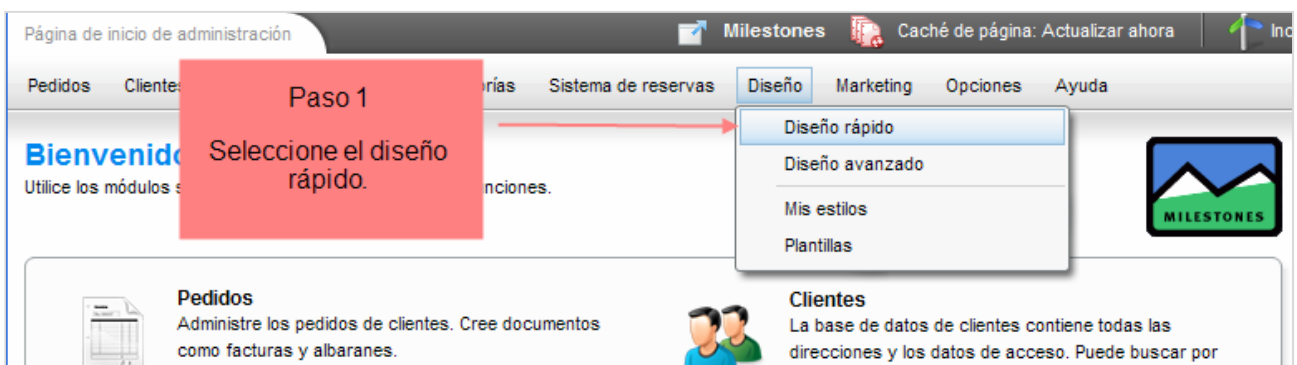 Página de inicio de administración
Milestones
Caché de página: Actualizar ahora
Pedidos Sistema de reservas Diseño Marketing Opciones Ayuda
Paso 1
Seleccione el diseño
rápido.
Diseño rápido
Diseño avanzado
Mis estilos
Plantillas
Utilice los módulos
MILESTONES
Pedidos
Administre los pedidos de clientes. Cree documentos
como facturas y albaranes.
Clientes
La base de datos de clientes contiene todas las
direcciones y los datos de acceso. Puede buscar por